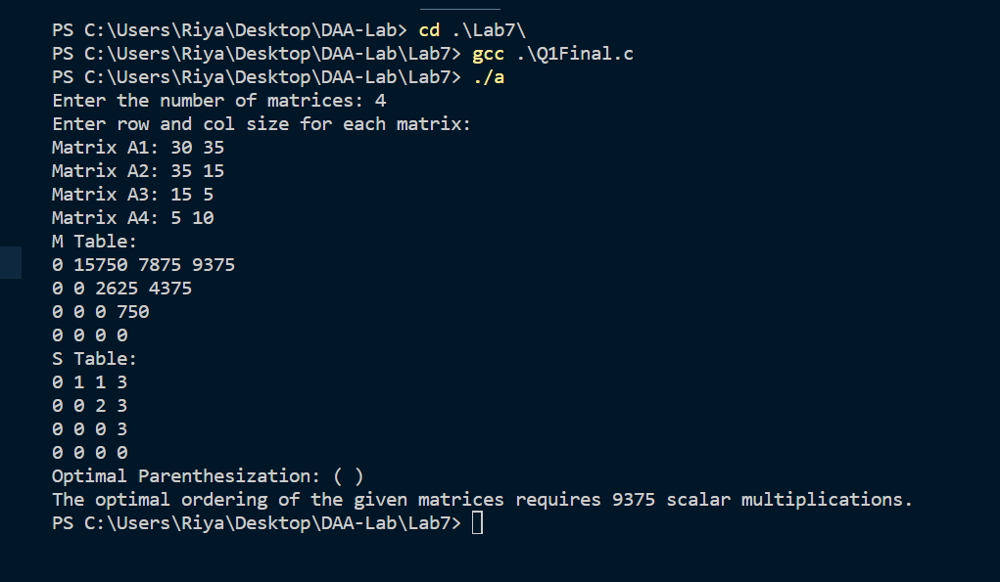 PS C:\Users\Riya\Desktop\DAA-Lab> cd .\Lab7\
PS C:\Users\Riya\Desktop\DAA-Lab\Lab7> gcc .\Q1Final.c
PS C:\Users\Riya\Desktop\DAA-Lab\Lab7> ./a
Enter the number of matrices: 4
Enter row and col size for each matrix:
Matrix A1: 30 35
Matrix A2: 35 15
Matrix A3: 15 5
Matrix A4: 5 10
M Table:
0 15750 7875 9375
0 0 2625 4375
0 0 0 750
0 0 0 0
S Table:
0 1 1 3
0 0 2 3
0 0 0 3
0 0 0 0
Optimal Parenthesization: ( )
The optimal ordering of the given matrices requires 9375 scalar multiplications.
PS C:\Users\Riya\Desktop\DAA-Lab\Lab7>